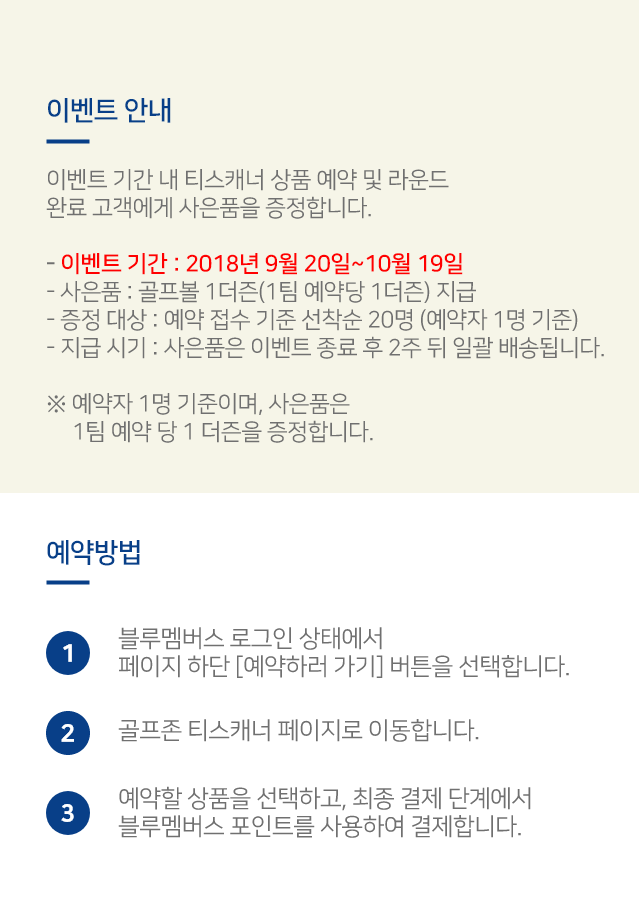 이벤트 안내
이벤트 기간 내 티스캐너 상품 예약 및 라운드
완료 고객에게 사은품을 증정합니다.
- 이벤트 기간 : 2018년 9월 20일~10월 19일
- 사은품 : 골프볼 1더즌(1팀 예약당 1더즌) 지급
- 증정 대상 : 예약 접수 기준 선착순 20명 (예약자 1명 기준)
- 지급 시기 : 사은품은 이벤트 종료 후 2주 뒤 일괄 배송됩니다.
※ 예약자 1명 기준이며, 사은품은
1팀 예약 당 1 더즌을 증정합니다.
예약방법
1 블루멤버스 로그인 상태에서
페이지 하단 [예약하러 가기] 버튼을 선택합니다.
2 골프존 티스캐너 페이지로 이동합니다.
3 예약할 상품을 선택하고, 최종 결제 단계에서
블루멤버스 포인트를 사용하여 결제합니다.